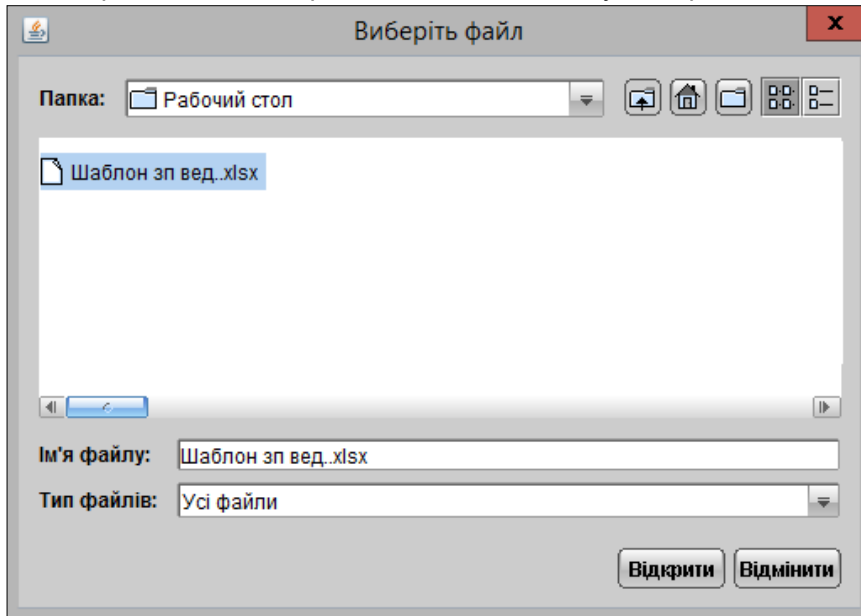 Виберіть файл
x
Папка: Рабочий стол
Шаблон зп вед..xlsx
Ім'я файлу: Шаблон зп вед..xlsx
Тип файлів: Усі файли
Відкрити Відмінити